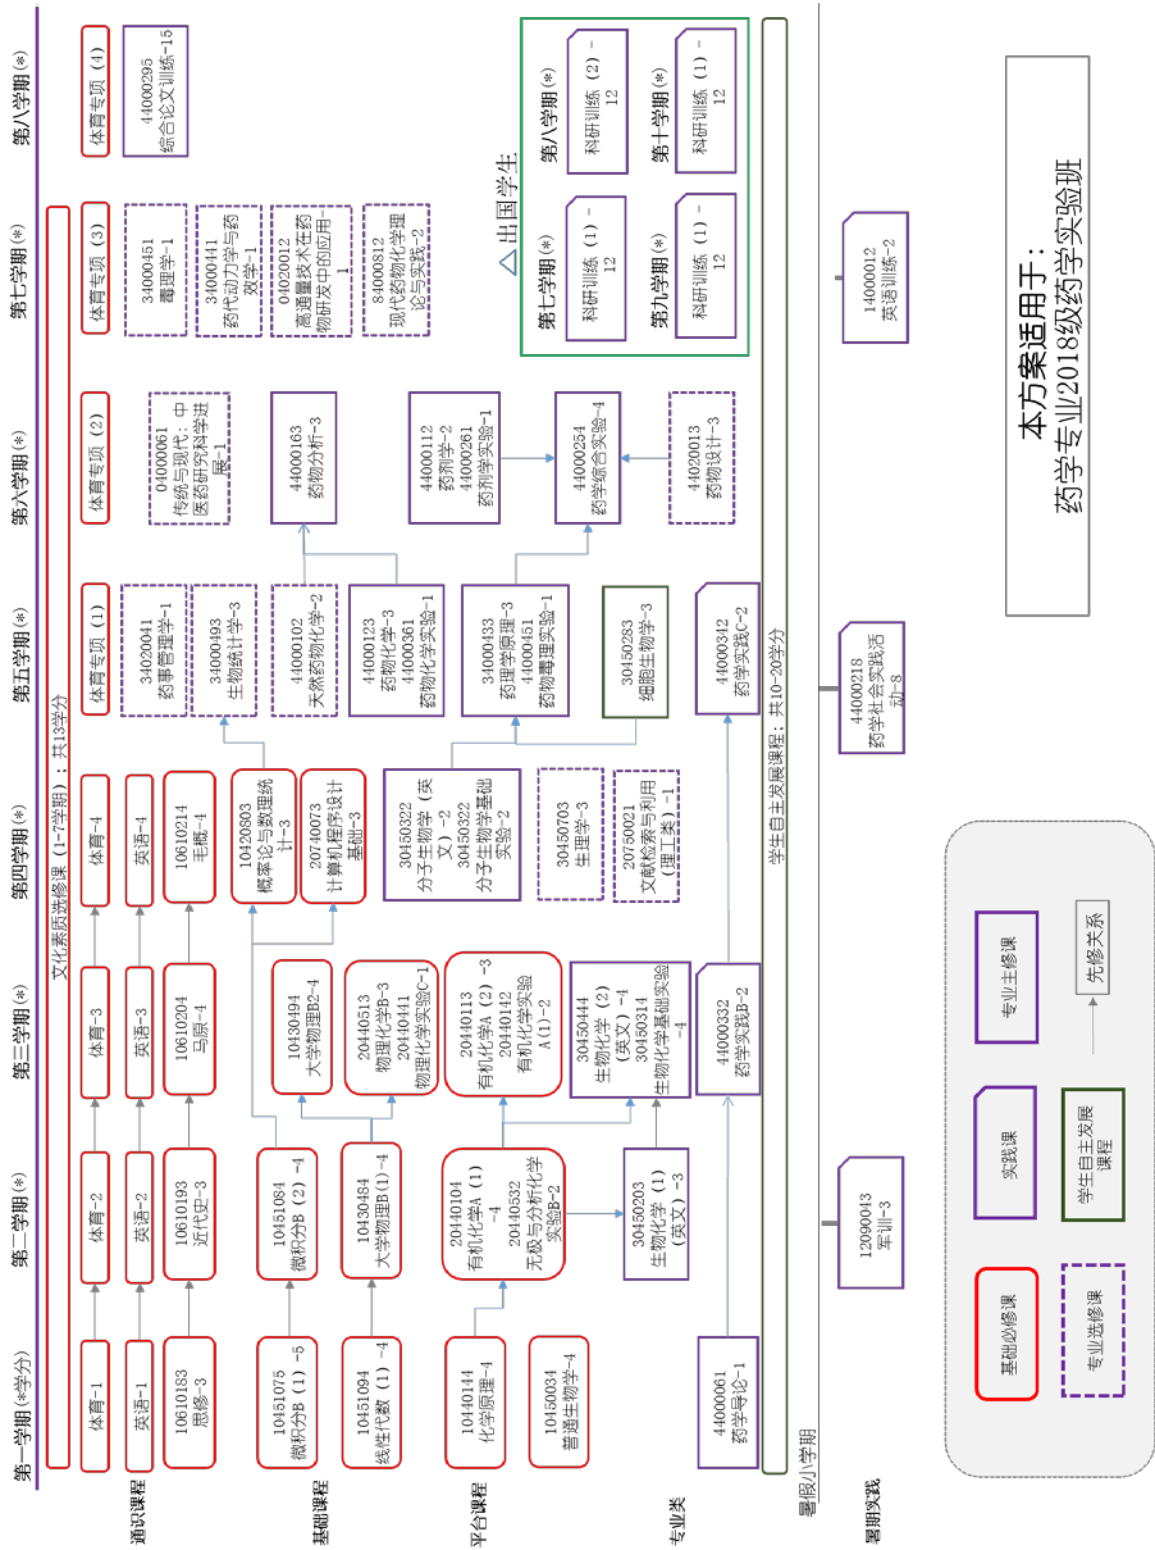 第一学期(*学分)
第二学期(*)
第三学期(*)
第四学期(*)
第五学期(*)
第六学期(*)
第七学期(*)
第八学期(*)
文化素质选修课 (1-7学期) ; 共13学分
通识课程
体育-1
体育-2
体育-3
体育-4
体育专项 (1)
体育专项 (2)
体育专项 (3)
体育专项 (4)
英语-1
英语-2
英语-3
英语-4
10610183
思修-3
10610193
近代史-3
10610204
马原-4
10610214
毛概-4
34020041
药事管理学-1
34000493
生物统计学-3
04000061
传统与现代: 中
医药研究科学进
展-1
34000451
毒理学-1
34000441
药代动力学与药
效学-1
04020012
高通量技术在药
物研发中的应用-
1
84000812
现代药物化学理
论与实践-2
44000295
综合论文训练-15
基础课程
10451075
微积分B (1) -5
10451084
微积分B (2) -4
10420803
概率论与数理统
计-3
20740073
计算机程序设计
基础-3
10451094
线性代数 (1) -4
10430484
大学物理B(1)-4
10430494
大学物理B2-4
20440513
物理化学B-3
20440441
物理化学实验C-1
44000102
天然药物化学-2
44000123
药物化学-3
44000361
药物化学实验-1
44000163
药物分析-3
平台课程
10440144
化学原理-4
20440104
有机化学A (1)
-4
20440532
无极与分析化学
实验B-2
20440113
有机化学A (2) -3
20440142
有机化学实验
A(1)-2
30450322
分子生物学 (英
文) -2
30450322
分子生物学基础
实验-2
34000433
药理学原理-3
44000451
药物毒理实验-1
44000112
药剂学-2
44000261
药剂学实验-1
10450034
普通生物学-4
30450703
生理学-3
20750021
文献检索与利用
(理工类) -1
30450283
细胞生物学-3
44000254
药学综合实验-4
44020013
药物设计-3
专业类
30450203
生物化学 (1)
(英文) -3
30450444
生物化学 (2)
(英文) -4
30450314
生物化学基础实验
-4
44000061
药学导论-1
44000332
药学实践B-2
44000342
药学实践C-2
△ 出国学生
第七学期(*)
科研训练 (1) -
12
第八学期(*)
科研训练 (2) -
12
第九学期(*)
科研训练 (1) -
12
第十学期(*)
科研训练 (1) -
12
学生自主发展课程; 共10-20学分
暑假小学期
暑期实践
12090043
军训-3
44000218
药学社会实践活
动-8
14000012
英语训练-2
基础必修课
实践课
专业主修课
专业选修课
学生自主发展
课程
先修关系
本方案适用于:
药学专业2018级药学实验班